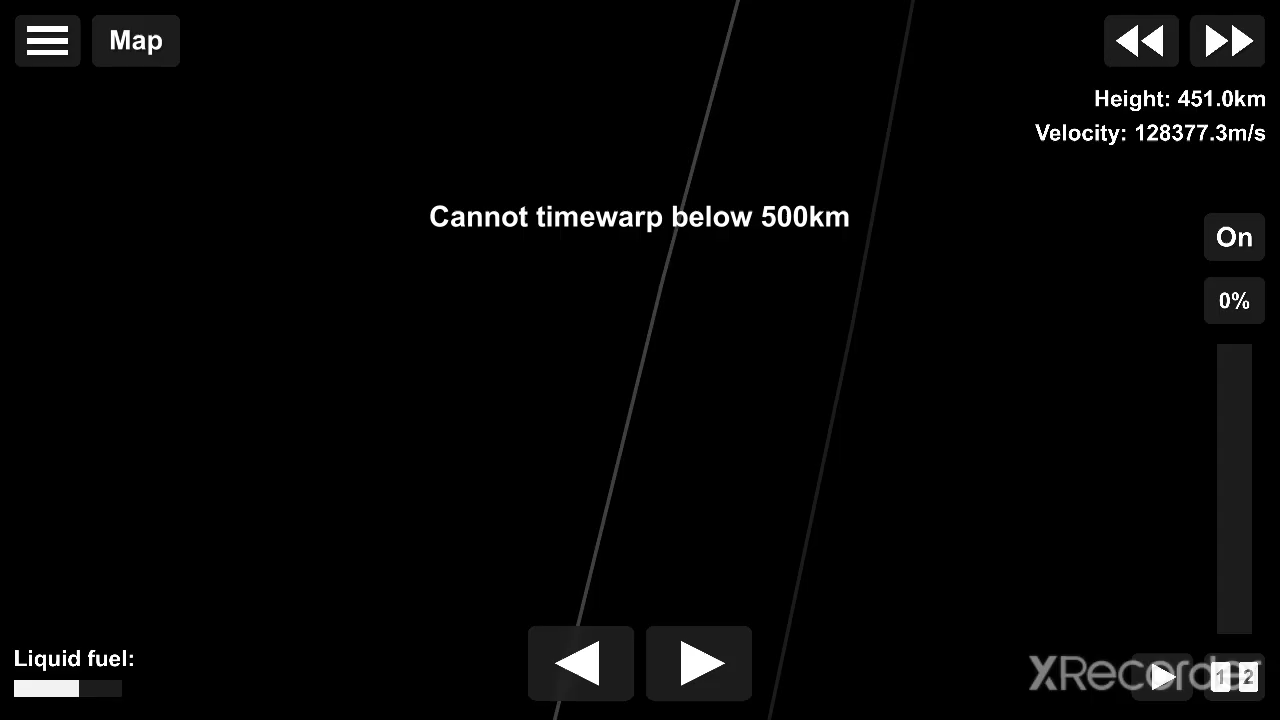 Map
Height: 451.0km
Velocity: 128377.3m/s
Cannot timewarp below 500km
On
0%
Liquid fuel:
XRecorder
1 2